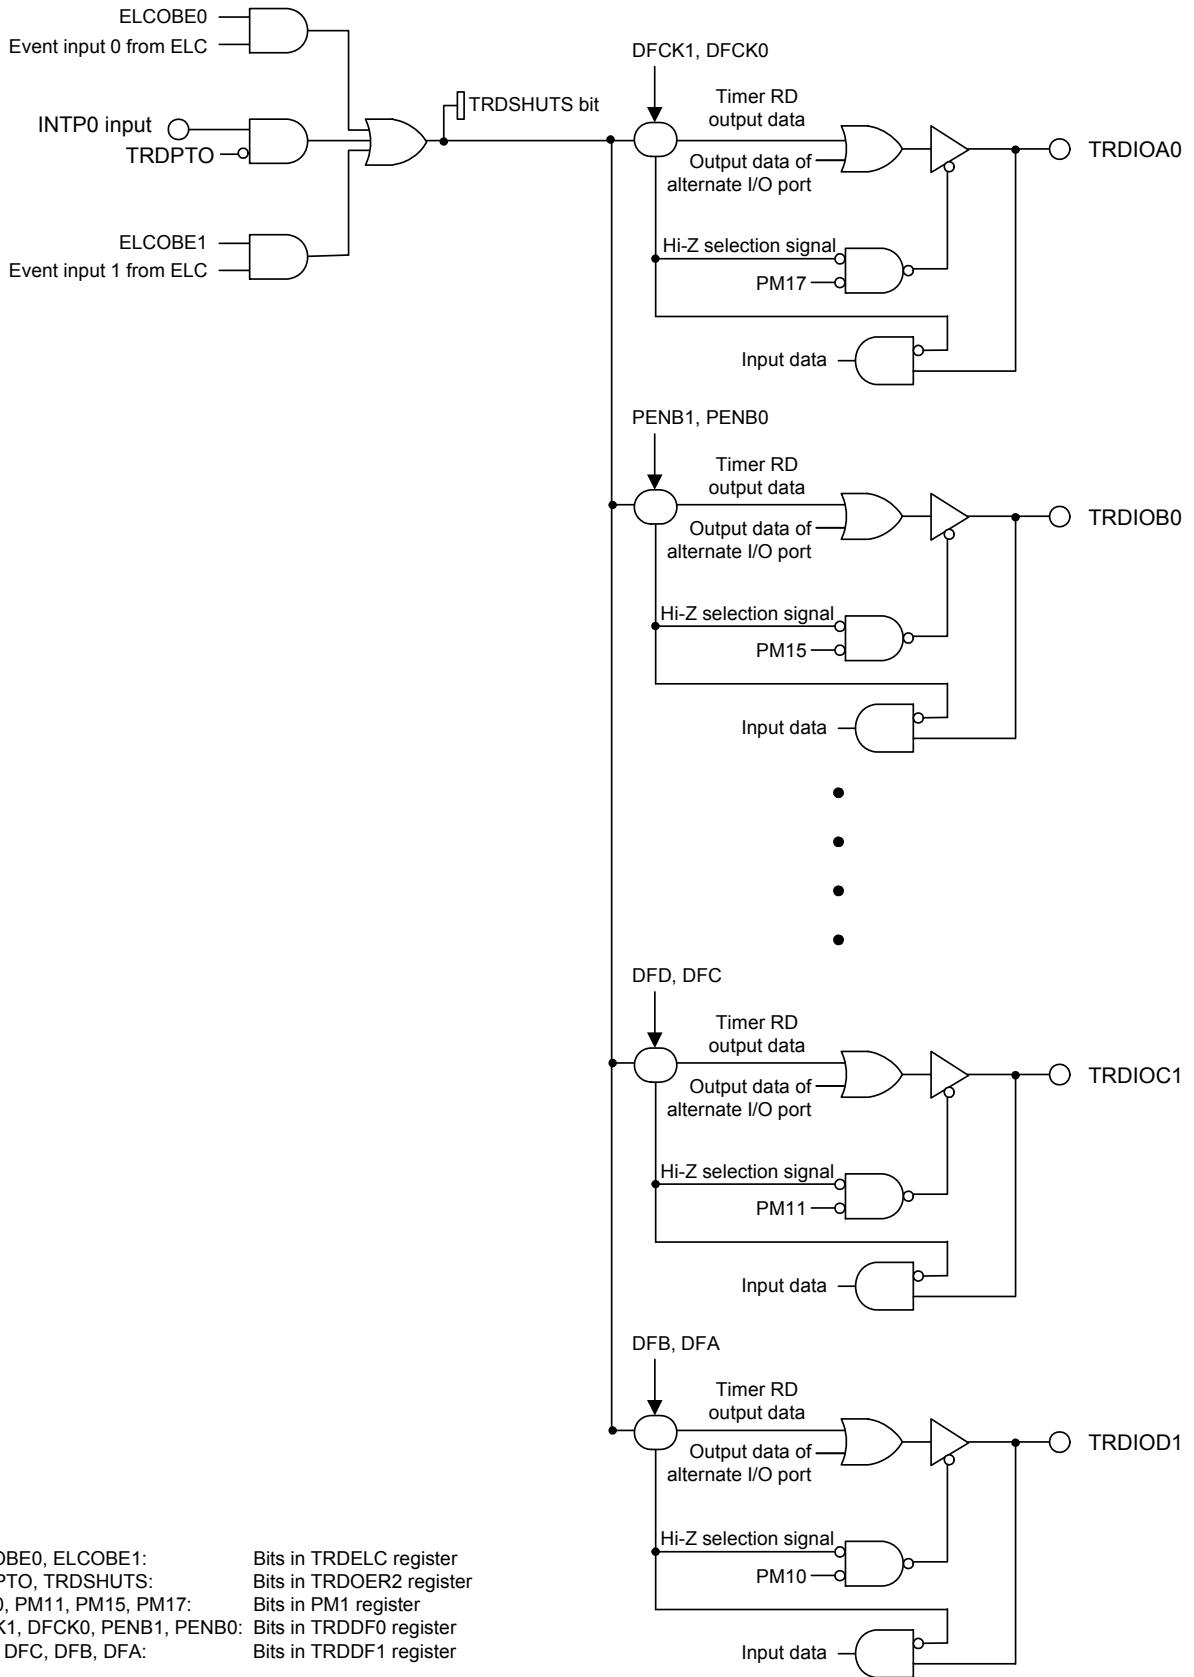 ELCOBE0
Event input 0 from ELC
INTP0 input
TRDPTO
ELCOBE1
Event input 1 from ELC
TRDSHUTS bit
DFCK1, DFCK0
Timer RD
output data
Output data of
alternate I/O port
TRDIOA0
Hi-Z selection signal
PM17
Input data
PENB1, PENB0
Timer RD
output data
Output data of
alternate I/O port
TRDIOB0
Hi-Z selection signal
PM15
Input data
DFD, DFC
Timer RD
output data
Output data of
alternate I/O port
TRDIOC1
Hi-Z selection signal
PM11
Input data
DFB, DFA
Timer RD
output data
Output data of
alternate I/O port
TRDIOD1
Hi-Z selection signal
PM10
Input data
ELCOBE1: Bits in TRDELC register
TRDSHUTS: Bits in TRDOER2 register
PM11, PM15, PM17: Bits in PM1 register
DFCK0, PENB1, PENB0: Bits in TRDDF0 register
DFC, DFB, DFA: Bits in TRDDF1 register